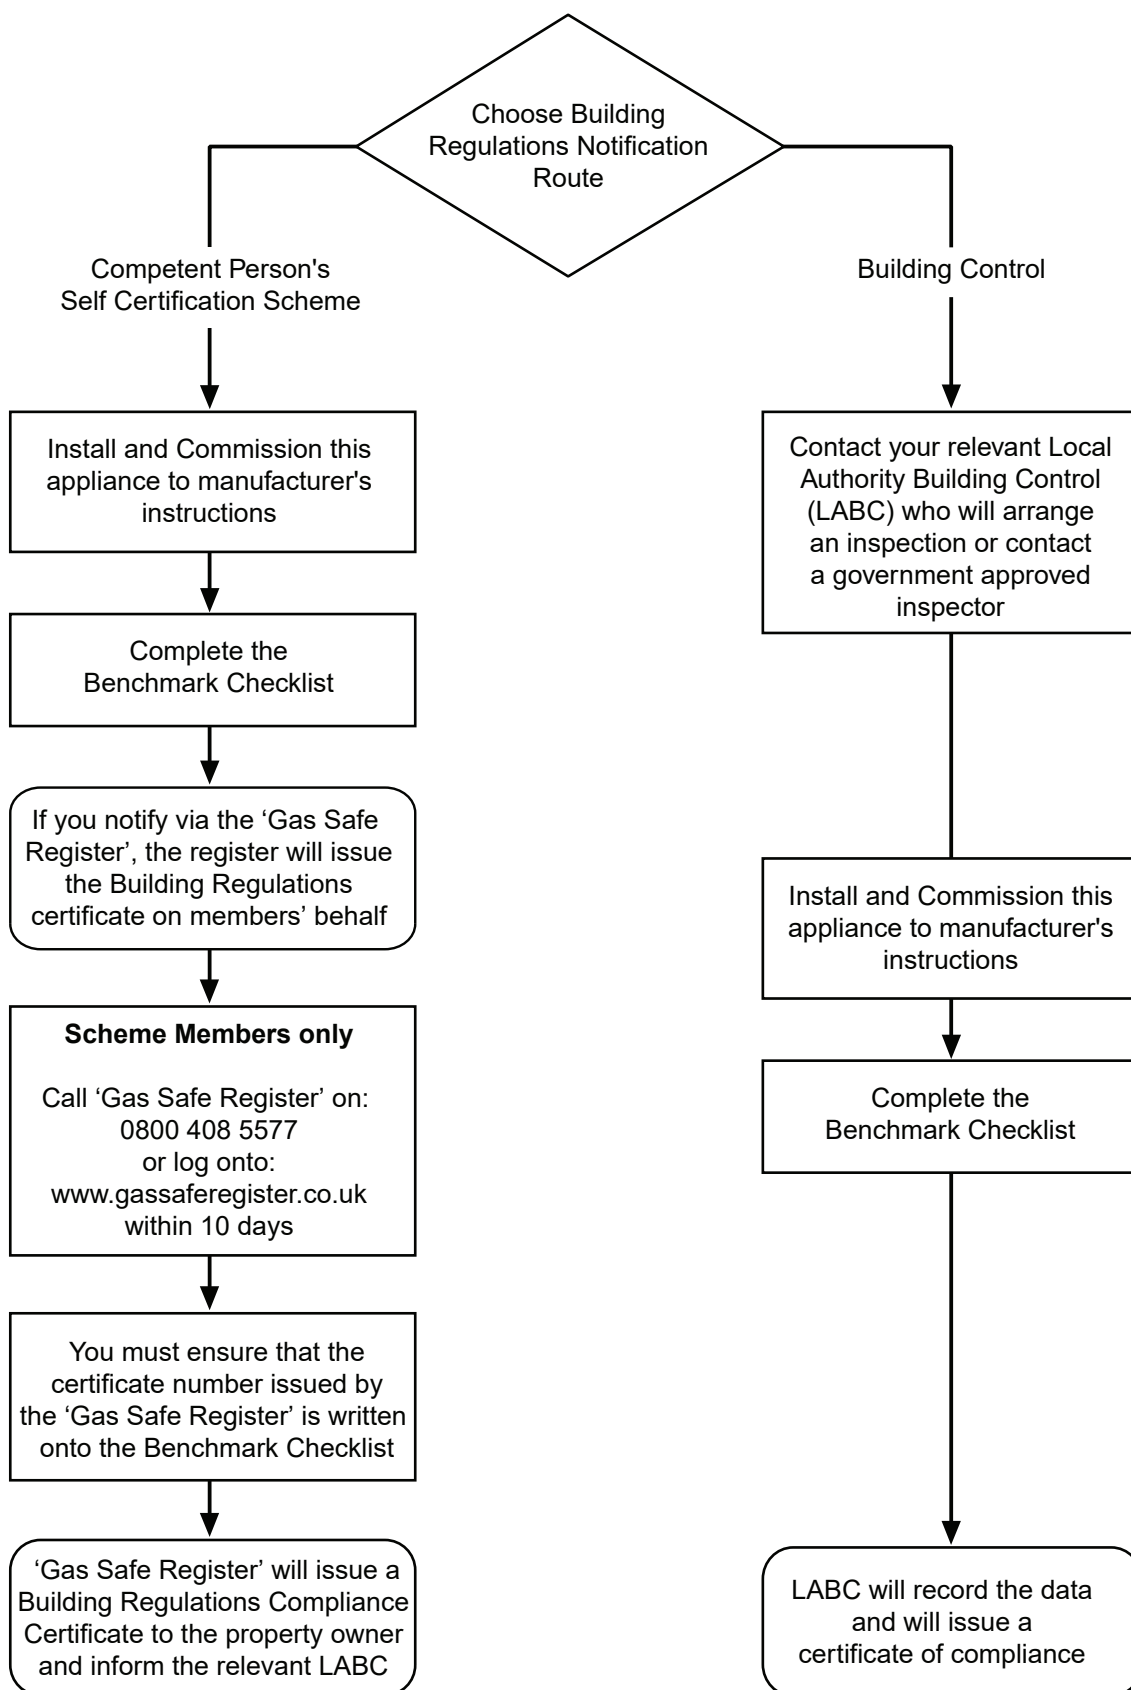 Choose Building
Regulations Notification
Route
Competent Person's
Self Certification Scheme
Building Control
Install and Commission this
appliance to manufacturer's
instructions
Complete the
Benchmark Checklist
If you notify via the ‘Gas Safe
Register’, the register will issue
the Building Regulations
certificate on members’ behalf
Scheme Members only
Call ‘Gas Safe Register’ on:
0800 408 5577
or log onto:
www.gassaferegister.co.uk
within 10 days
You must ensure that the
certificate number issued by
the ‘Gas Safe Register’ is written
onto the Benchmark Checklist
‘Gas Safe Register’ will issue a
Building Regulations Compliance
Certificate to the property owner
and inform the relevant LABC
Contact your relevant Local
Authority Building Control
(LABC) who will arrange
an inspection or contact
a government approved
inspector
Install and Commission this
appliance to manufacturer's
instructions
Complete the
Benchmark Checklist
LABC will record the data
and will issue a
certificate of compliance